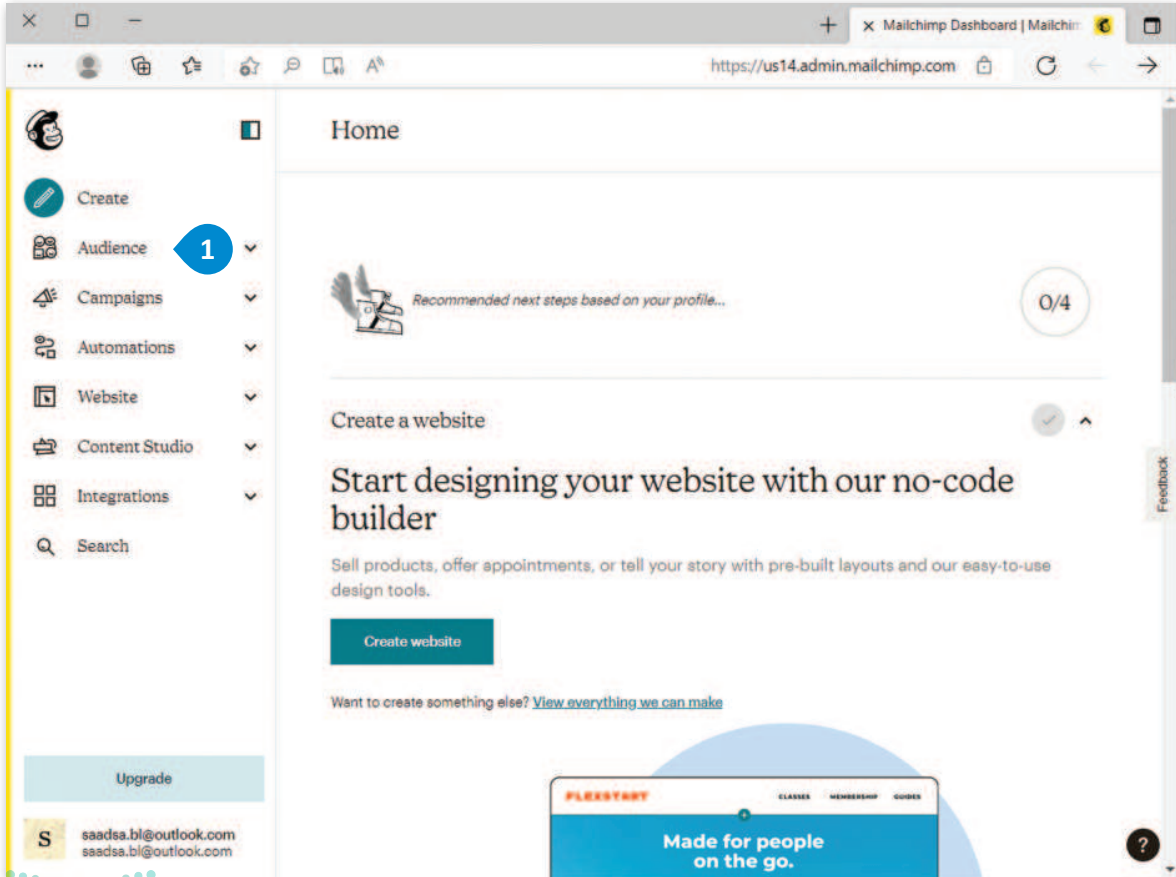 Mailchimp Dashboard | Mailchim
https://us14.admin.mailchimp.com
Home
Create
Audience
1
Campaigns
Automations
Website
Content Studio
Integrations
Search
Recommended next steps based on your profile...
0/4
Create a website
Start designing your website with our no-code
builder
Sell products, offer appointments, or tell your story with pre-built layouts and our easy-to-use
design tools.
Create website
Want to create something else? View everything we can make
Feedback
Upgrade
S
saadsa.bl@outlook.com
saadsa.bl@outlook.com
FLEXSTART
CLASSES MEMBERSHIP GUIDES
Made for people
on the go.
?